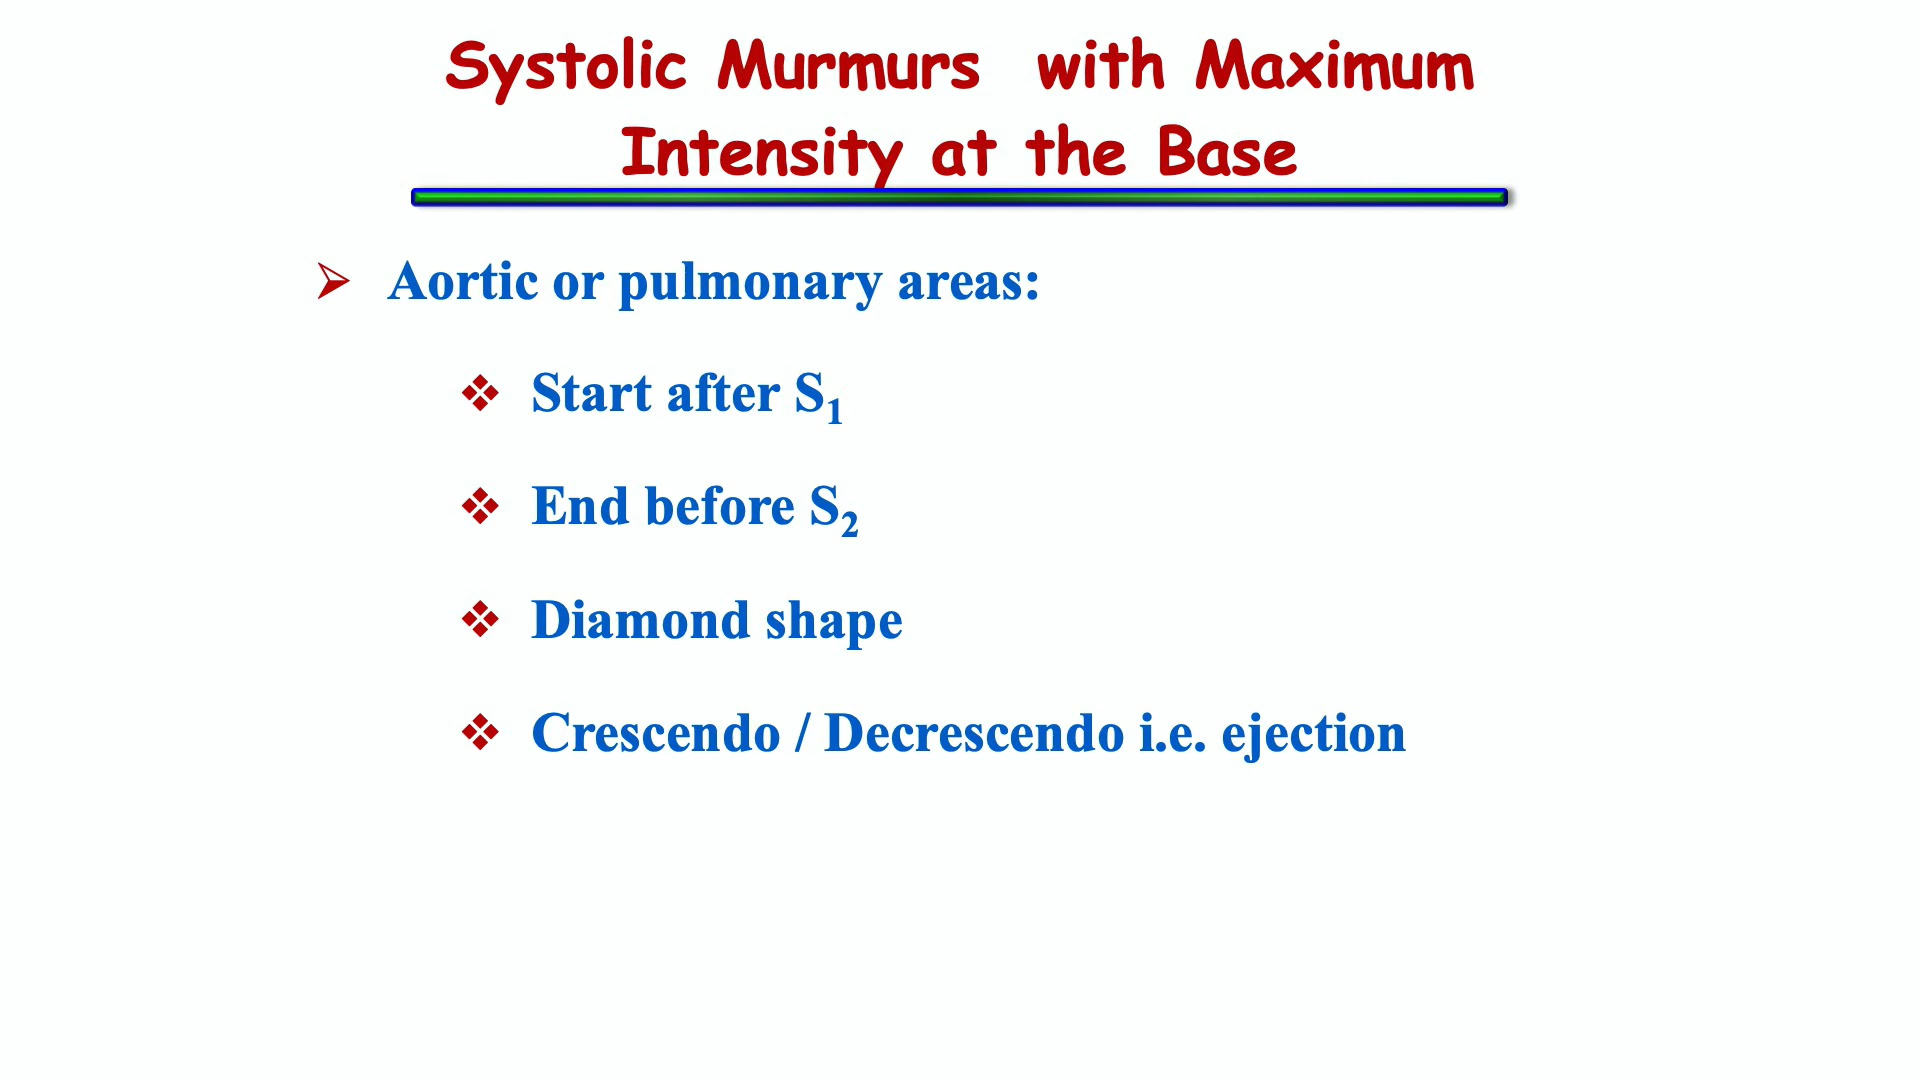 Systolic Murmurs with Maximum
Intensity at the Base
Aortic or pulmonary areas:
Start after S₁
End before S₂
Diamond shape
Crescendo / Decrescendo i.e. ejection